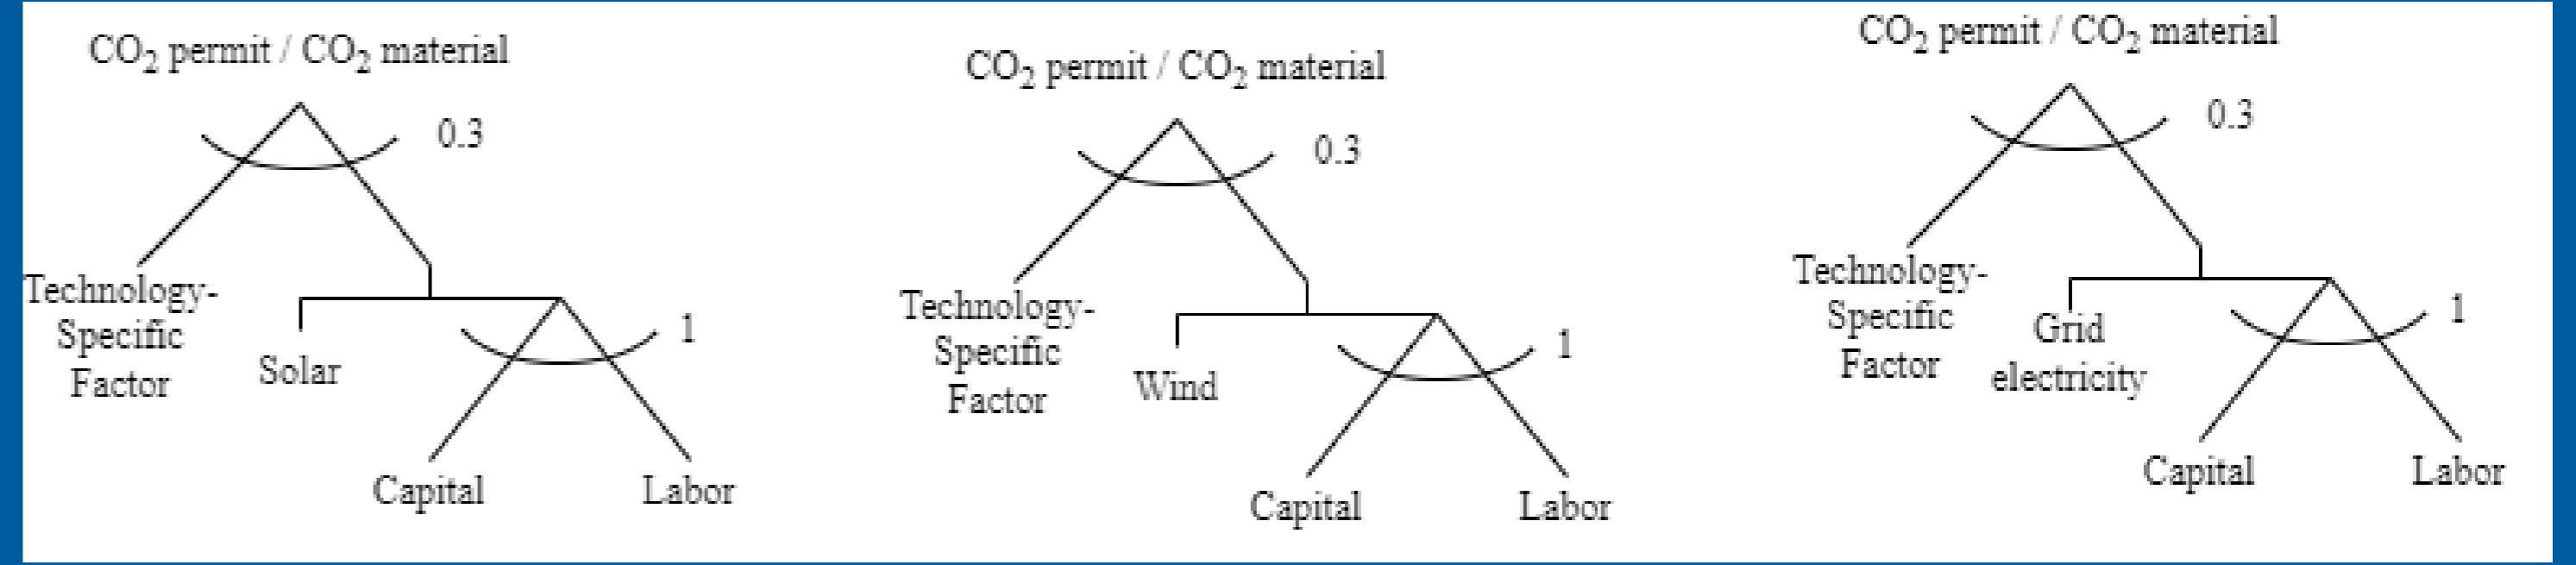 CO₂ permit / CO₂ material
0.3
Technology-
Specific
Factor
Solar
1
Capital
Labor
CO₂ permit / CO₂ material
0.3
Technology-
Specific
Factor
Wind
1
Capital
Labor
CO₂ permit / CO₂ material
0.3
Technology-
Specific
Factor
Grid
electricity
1
Capital
Labor